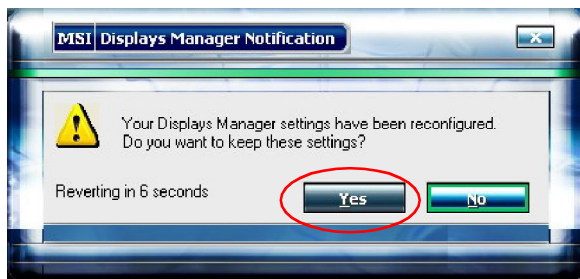 MSI Displays Manager Notification
Your Displays Manager settings have been reconfigured.
Do you want to keep these settings?
Reverting in 6 seconds
Yes
No